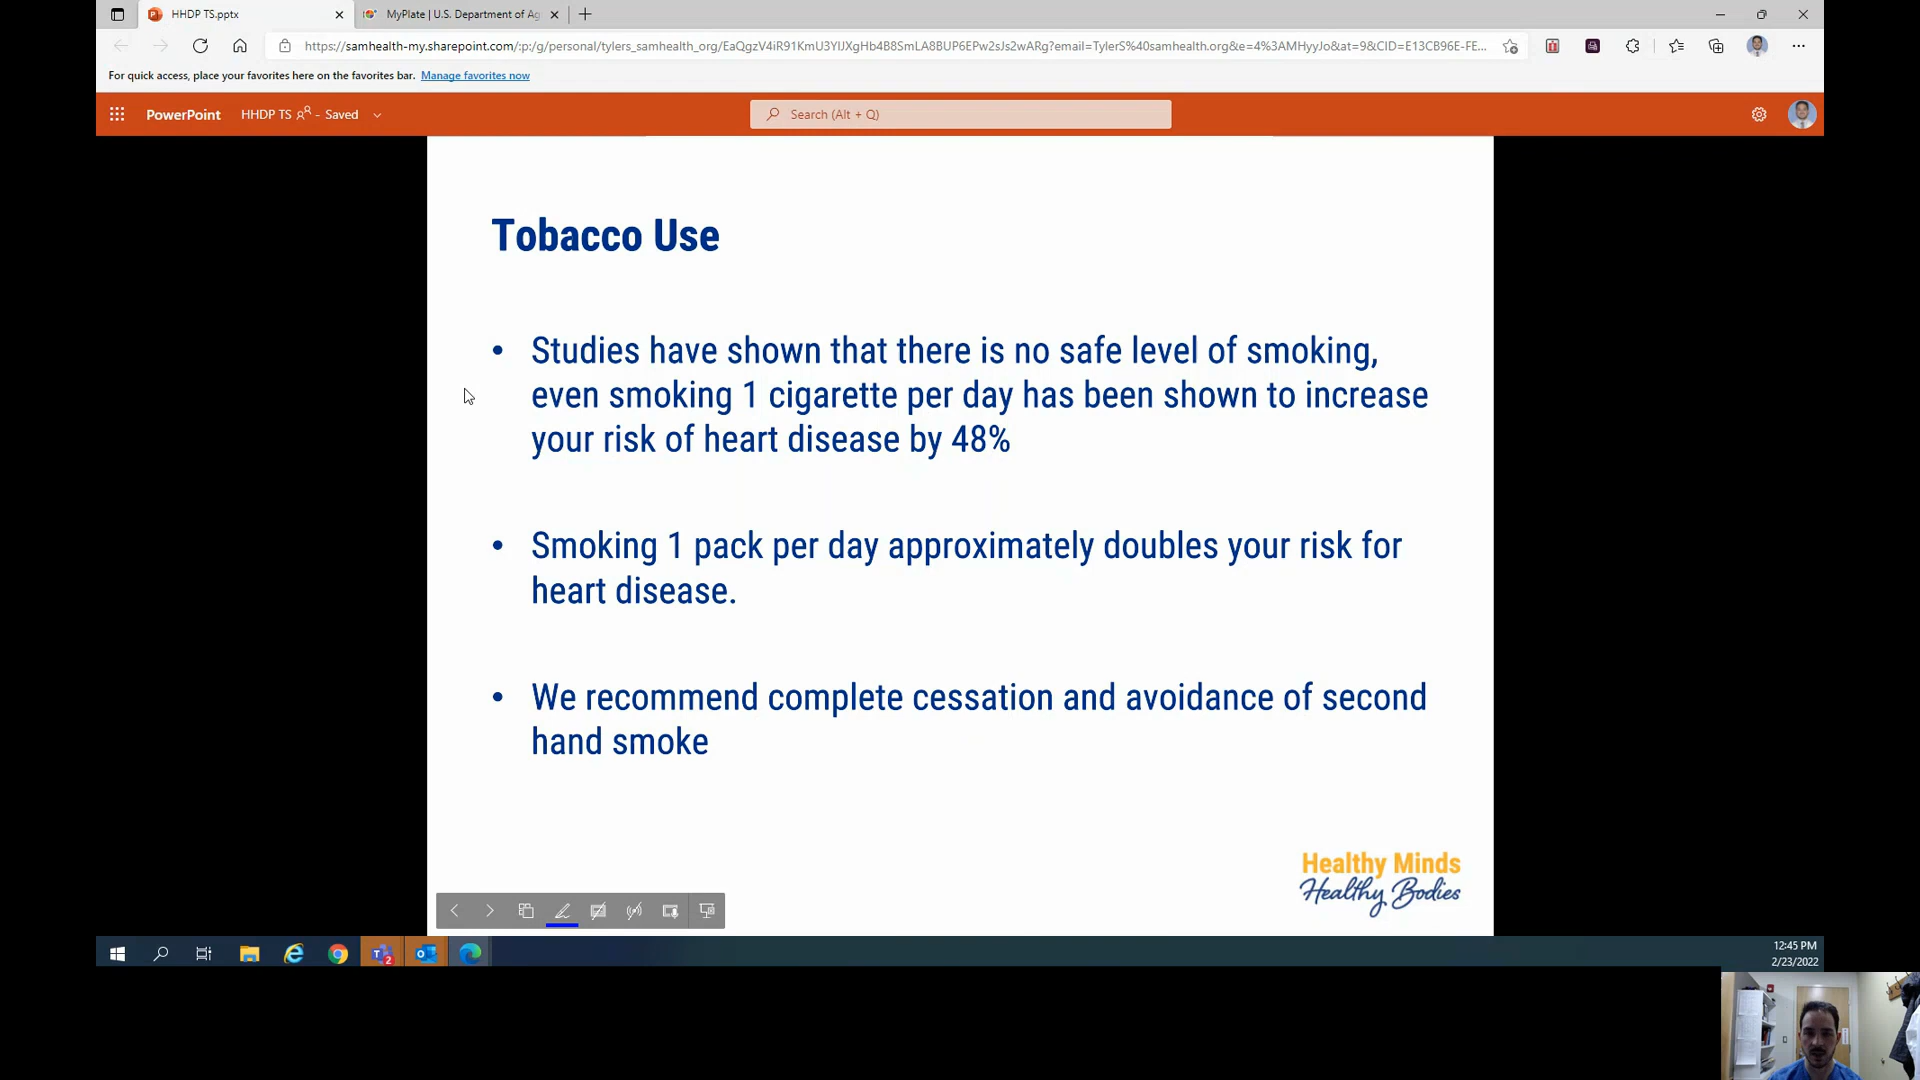 HHDP TS.pptx
MyPlate | U.S. Department of Ag
https://samhealth-my.sharepoint.com/:p:/g/personal/tylers_samhealth_org/EaQgzV4iR91KmU3YIJXgHb4B8SmLA8BUP6EPw2sJs2wARg?email=TylerS%40samhealth.org&e=4%3AMHyyJo&at=9&CID=E13CB96E-FE...
For quick access, place your favorites here on the favorites bar. Manage favorites now
PowerPoint HHDP TS - Saved
Search (Alt + Q)
Tobacco Use
• Studies have shown that there is no safe level of smoking,
even smoking 1 cigarette per day has been shown to increase
your risk of heart disease by 48%
• Smoking 1 pack per day approximately doubles your risk for
heart disease.
• We recommend complete cessation and avoidance of second
hand smoke
Healthy Minds
Healthy Bodies
2
12:45 PM
2/23/2022